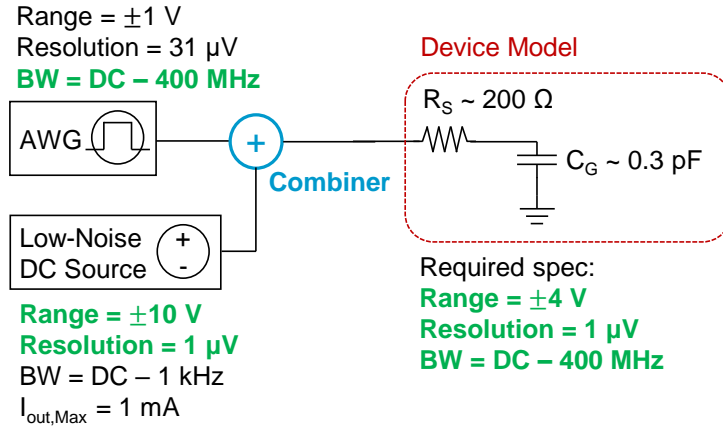 Range = ±1 V
Resolution = 31 µV
BW = DC – 400 MHz
AWG
+
Combiner
Low-Noise
DC Source
+
-
Range = ±10 V
Resolution = 1 µV
BW = DC – 1 kHz
I_out,Max = 1 mA
Device Model
R_S ~ 200 Ω
C_G ~ 0.3 pF
Required spec:
Range = ±4 V
Resolution = 1 µV
BW = DC – 400 MHz